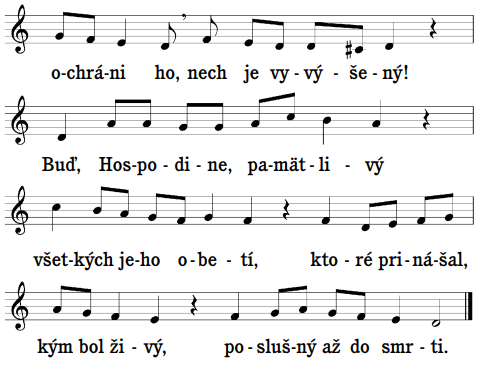 o-chrá-ni ho, nech je vy-vý-še-ný!
Buď, Hos-po-di-ne, pa-mät-li-vý
všet-kých je-ho o-be-tí, kto-ré pri-ná-šal,
kým bol ži-vý, po-sluš-ný až do smr-ti.